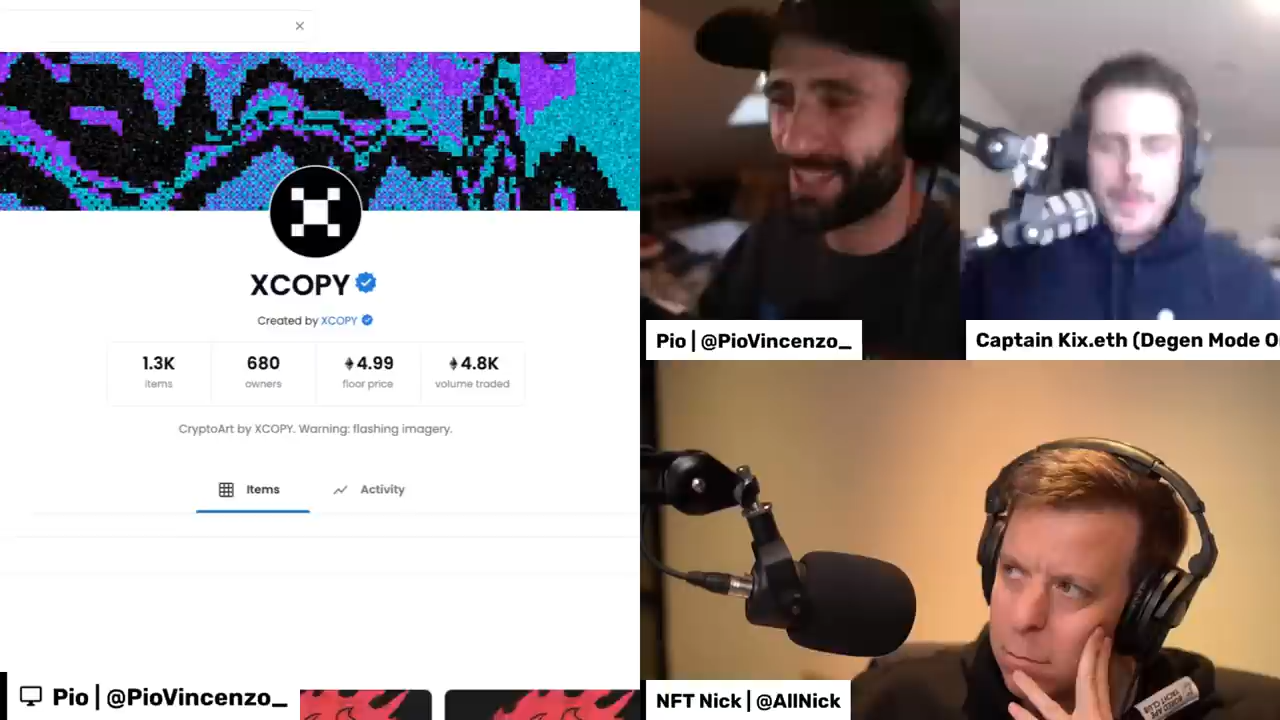 XCOPY
Created by XCOPY
1.3K
items
680
owners
4.99
floor price
4.8K
volume traded
CryptoArt by XCOPY. Warning: flashing imagery.
Items
Activity
Pio | @PioVincenzo_
Pio | @PioVincenzo_
Captain Kix.eth (Degen Mode O
NFT Nick | @AllNick